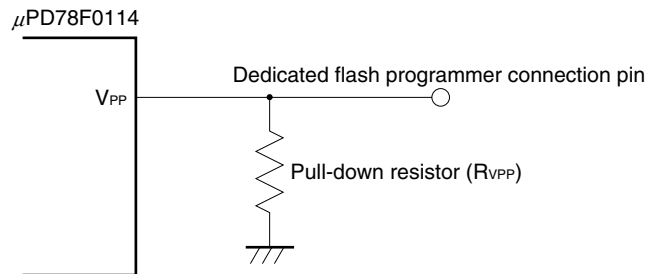 μPD78F0114
Dedicated flash programmer connection pin
VPP
Pull-down resistor (RVPP)